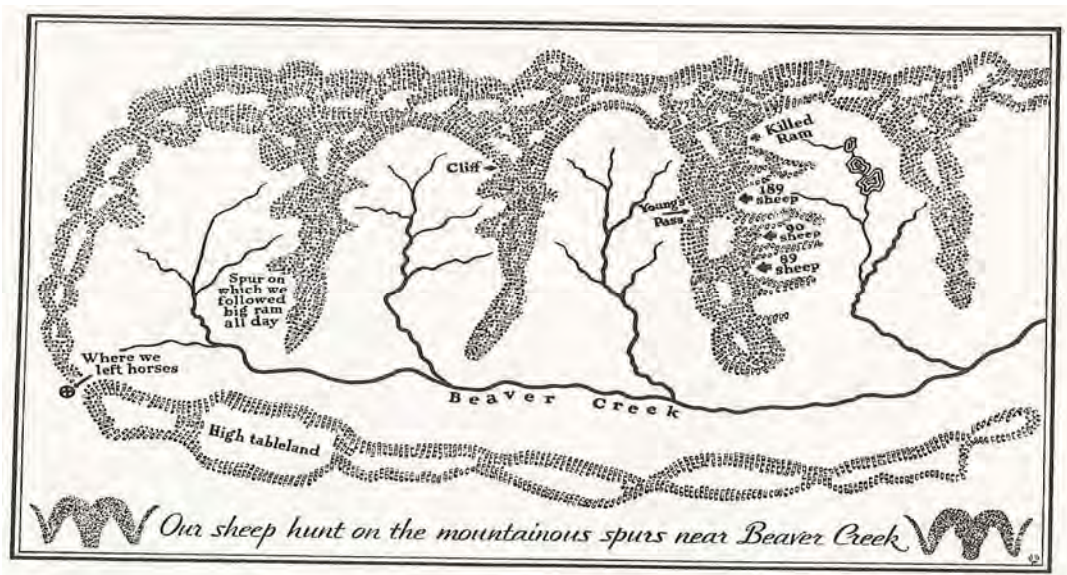 Killed
Ram
Cliff
189
sheep
Young
Pass
90
sheep
89
sheep
Spur on
which we
followed
big ram
all day
Where we
left horses
Beaver Creek
High tableland
Our sheep hunt on the mountainous spurs near Beaver Creek